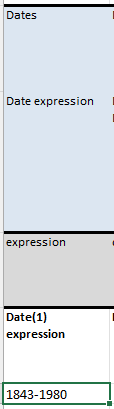 Dates
Date expression
expression
Date(1)
expression
1843-1980